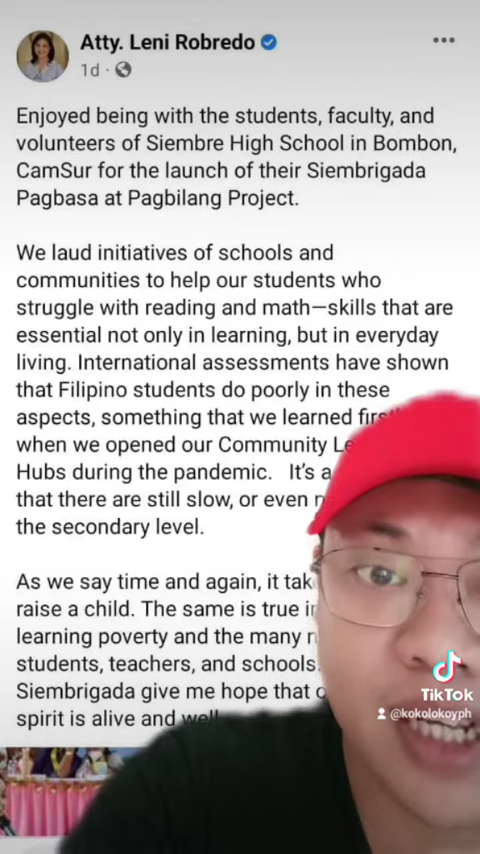 Atty. Leni Robredo
1d
Enjoyed being with the students, faculty, and
volunteers of Siembre High School in Bombon,
CamSur for the launch of their Siembrigada
Pagbasa at Pagbilang Project.
We laud initiatives of schools and
communities to help our students who
struggle with reading and math—skills that are
essential not only in learning, but in everyday
living. International assessments have shown
that Filipino students do poorly in these
aspects, something that we learned
when we opened our Community
Hubs during the pandemic. It's a
that there are still slow, or even
the secondary level.
As we say time and again, it
raise a child. The same is true
learning poverty and the many
students, teachers, and schools.
Siembrigada give me hope that
spirit is alive and well
TikTok
@kokolokoyph